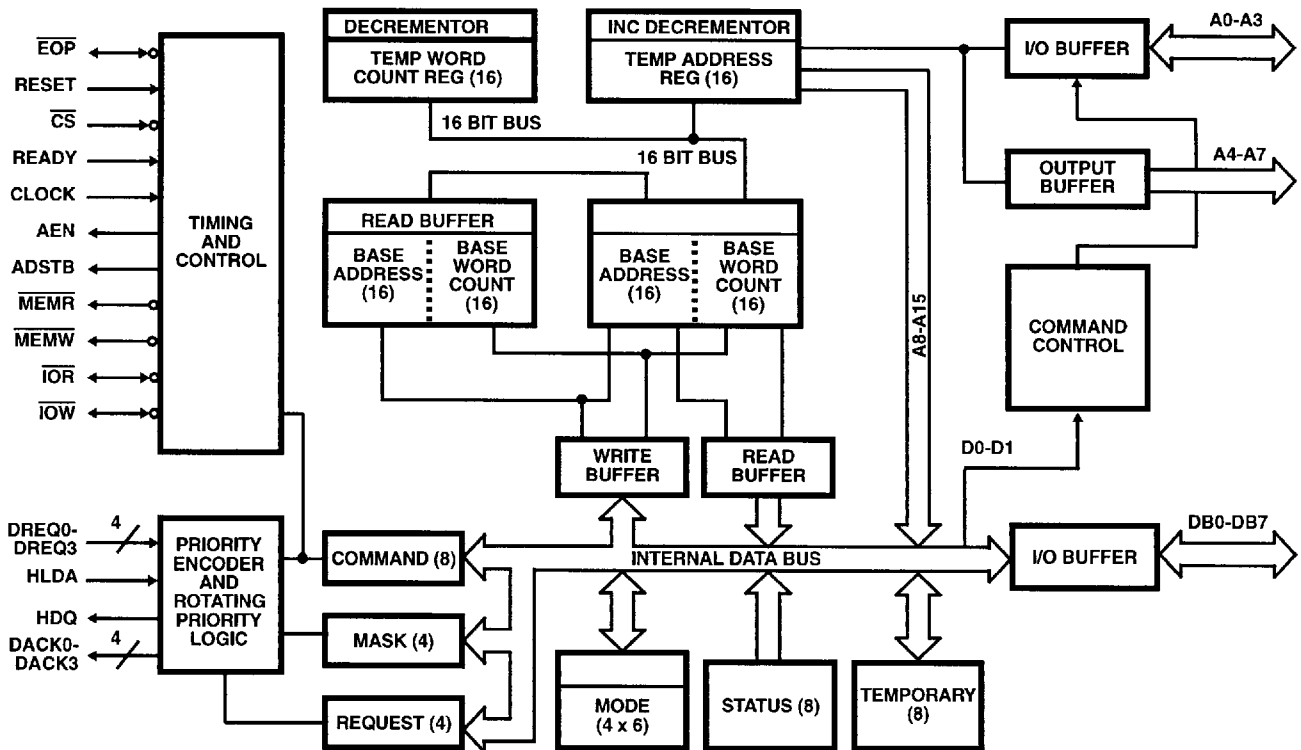 EOP
RESET
CS
READY
CLOCK
AEN
ADSTB
MEMR
MEMW
IOR
IOW
TIMING
AND
CONTROL
DREQ0-
DREQ3
4
HLDA
HDQ
DACK0-
DACK3
4
PRIORITY
ENCODER
AND
ROTATING
PRIORITY
LOGIC
DECREMENTOR
TEMP WORD
COUNT REG (16)
INC DECREMENTOR
TEMP ADDRESS
REG (16)
16 BIT BUS
16 BIT BUS
READ BUFFER
BASE
ADDRESS
(16)
BASE
WORD
COUNT
(16)
BASE
ADDRESS
(16)
BASE
WORD
COUNT
(16)
WRITE
BUFFER
READ
BUFFER
A8-A15
I/O BUFFER
A0-A3
OUTPUT
BUFFER
A4-A7
COMMAND
CONTROL
D0-D1
COMMAND (8)
MASK (4)
REQUEST (4)
INTERNAL DATA BUS
I/O BUFFER
DB0-DB7
MODE
(4 x 6)
STATUS (8)
TEMPORARY
(8)